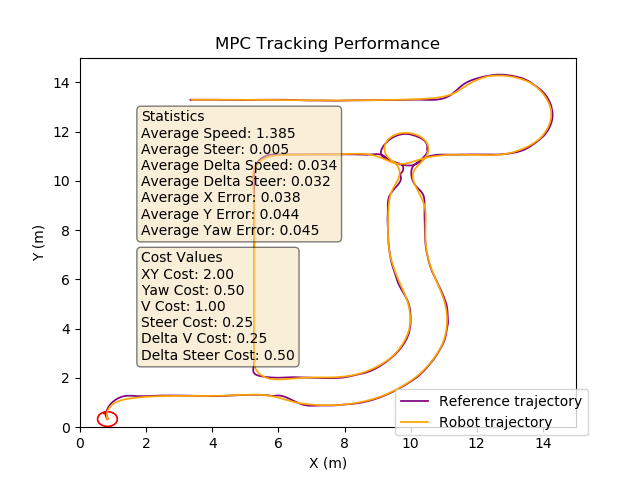 MPC Tracking Performance
14
12
10
8
6
4
2
0
Y (m)
Statistics
Average Speed: 1.385
Average Steer: 0.005
Average Delta Speed: 0.034
Average Delta Steer: 0.032
Average X Error: 0.038
Average Y Error: 0.044
Average Yaw Error: 0.045
Cost Values
XY Cost: 2.00
Yaw Cost: 0.50
V Cost: 1.00
Steer Cost: 0.25
Delta V Cost: 0.25
Delta Steer Cost: 0.50
Reference trajectory
Robot trajectory
0 2 4 6 8 10 12 14
X (m)